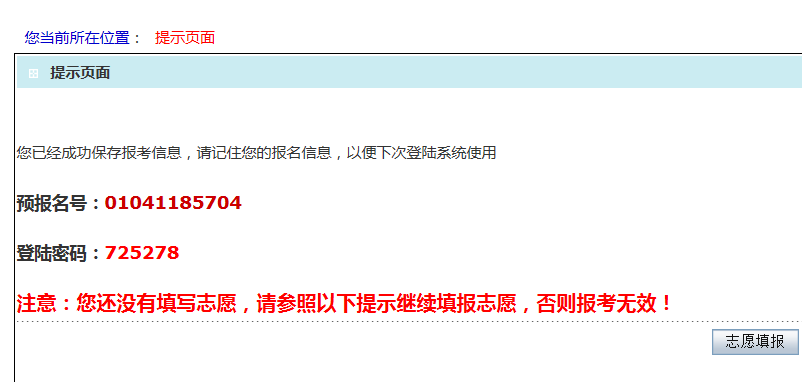 您当前所在位置： 提示页面
提示页面
您已经成功保存报考信息，请记住您的报名信息，以便下次登陆系统使用
预报名号：01041185704
登陆密码：725278
注意：您还没有填写志愿，请参照以下提示继续填报志愿，否则报考无效！
志愿填报